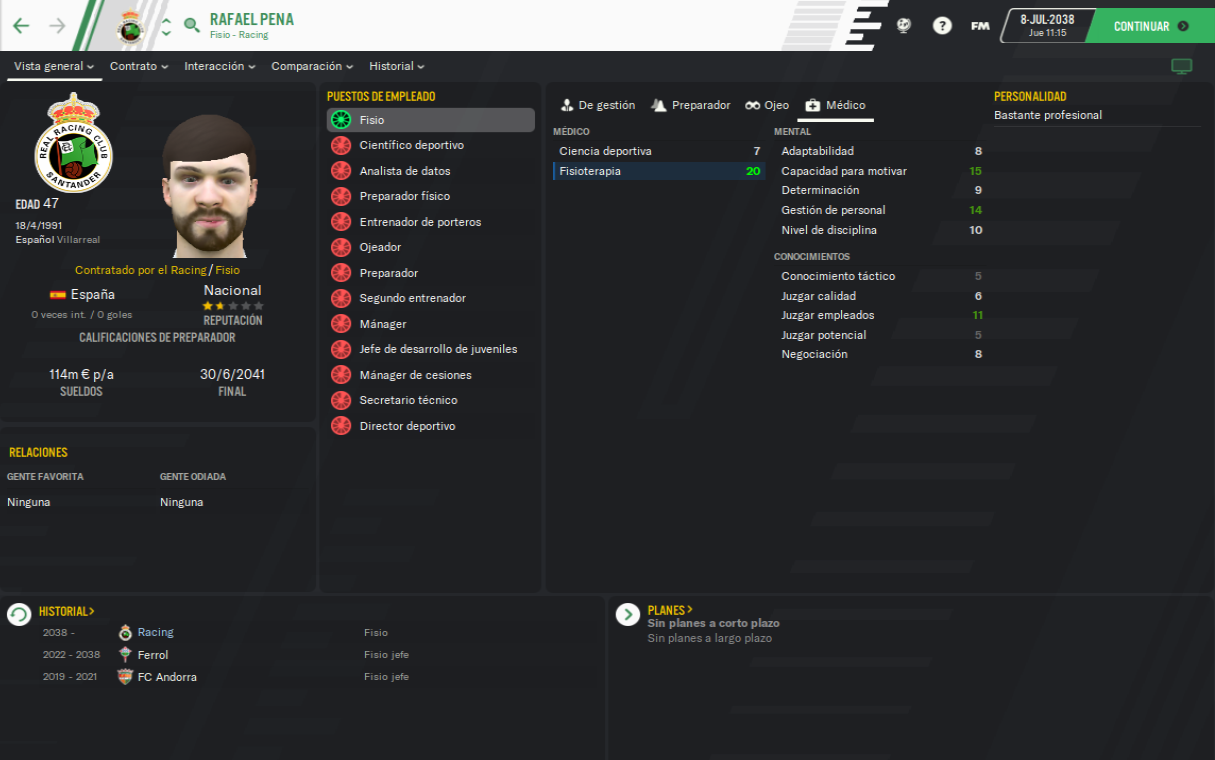 RAFAEL PENA
Fisio - Racing
?
FM
8-JUL-2038
Jue 11:15
CONTINUAR
Vista general
Contrato
Interacción
Comparación
Historial
REAL RACING CLUB
SANTANDER
EDAD 47
18/4/1991
Español Villarreal
Contratado por el Racing/Fisio
España
0 veces int. / 0 goles
Nacional
REPUTACIÓN
CALIFICACIONES DE PREPARADOR
114m € p/a
SUELDOS
30/6/2041
FINAL
RELACIONES
GENTE FAVORITA
GENTE ODIADA
Ninguna
Ninguna
PUESTOS DE EMPLEADO
Fisio
Científico deportivo
Analista de datos
Preparador físico
Entrenador de porteros
Ojeador
Preparador
Segundo entrenador
Mánager
Jefe de desarrollo de juveniles
Mánager de cesiones
Secretario técnico
Director deportivo
De gestión
Preparador
Ojeo
Médico
MÉDICO
Ciencia deportiva 7
Fisioterapia 20
MENTAL
Adaptabilidad 8
Capacidad para motivar 15
Determinación 9
Gestión de personal 14
Nivel de disciplina 10
CONOCIMIENTOS
Conocimiento táctico 5
Juzgar calidad 6
Juzgar empleados 11
Juzgar potencial 5
Negociación 8
PERSONALIDAD
Bastante profesional
HISTORIAL >
2038 - Racing Fisio
2022 - 2038 Ferrol Fisio jefe
2019 - 2021 FC Andorra Fisio jefe
PLANES >
Sin planes a corto plazo
Sin planes a largo plazo